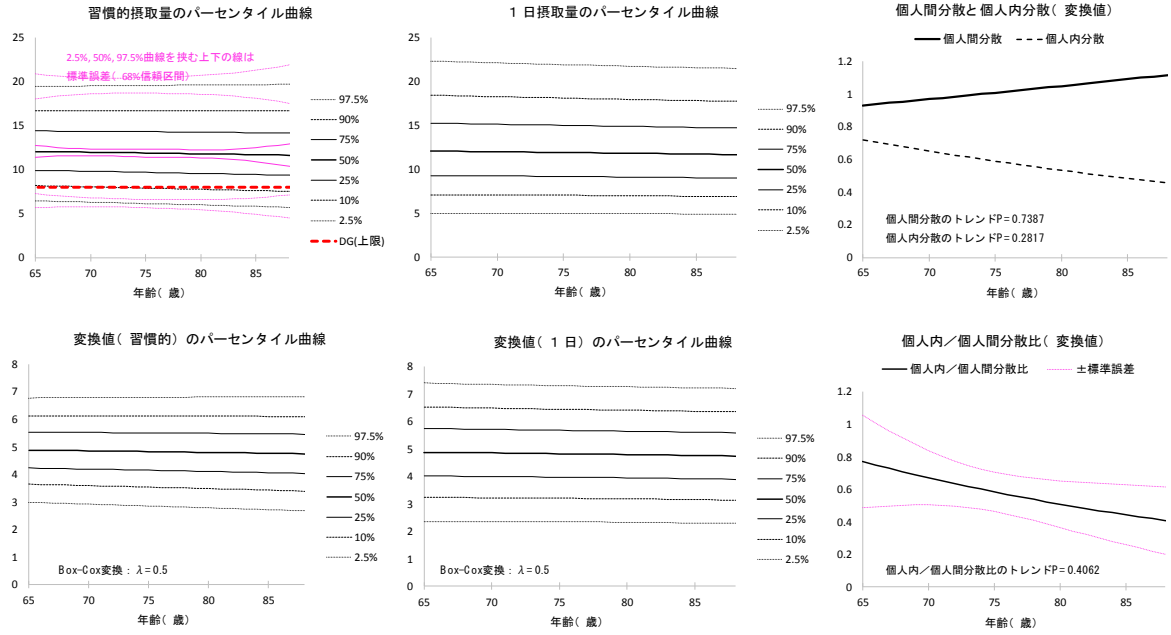 習慣的摂取量のパーセンタイル曲線
25
20
15
10
5
0
2.5%, 50%, 97.5%曲線を挟む上下の線は
標準誤差( 68%信頼区間)
65 70 75 80 85
年齢( 歳)
97.5%
90%
75%
50%
25%
10%
2.5%
DG(上限)
1 日摂取量のパーセンタイル曲線
25
20
15
10
5
0
65 70 75 80 85
年齢( 歳)
97.5%
90%
75%
50%
25%
10%
2.5%
個人間分散と個人内分散( 変換値)
個人間分散 個人内分散
1.2
1
0.8
0.6
0.4
0.2
0
個人間分散のトレンドP= 0.7387
個人内分散のトレンドP= 0.2817
65 70 75 80 85
年齢( 歳)
変換値( 習慣的) のパーセンタイル曲線
8
7
6
5
4
3
2
1
0
Box-Cox変換: λ= 0.5
65 70 75 80 85
年齢( 歳)
97.5%
90%
75%
50%
25%
10%
2.5%
変換値( 1 日) のパーセンタイル曲線
8
7
6
5
4
3
2
1
0
Box-Cox変換: λ= 0.5
65 70 75 80 85
年齢( 歳)
97.5%
90%
75%
50%
25%
10%
2.5%
個人内/個人間分散比( 変換値)
個人内/個人間分散比 ±標準誤差
1.2
1
0.8
0.6
0.4
0.2
0
個人内/個人間分散比のトレンドP= 0.4062
65 70 75 80 85
年齢( 歳)